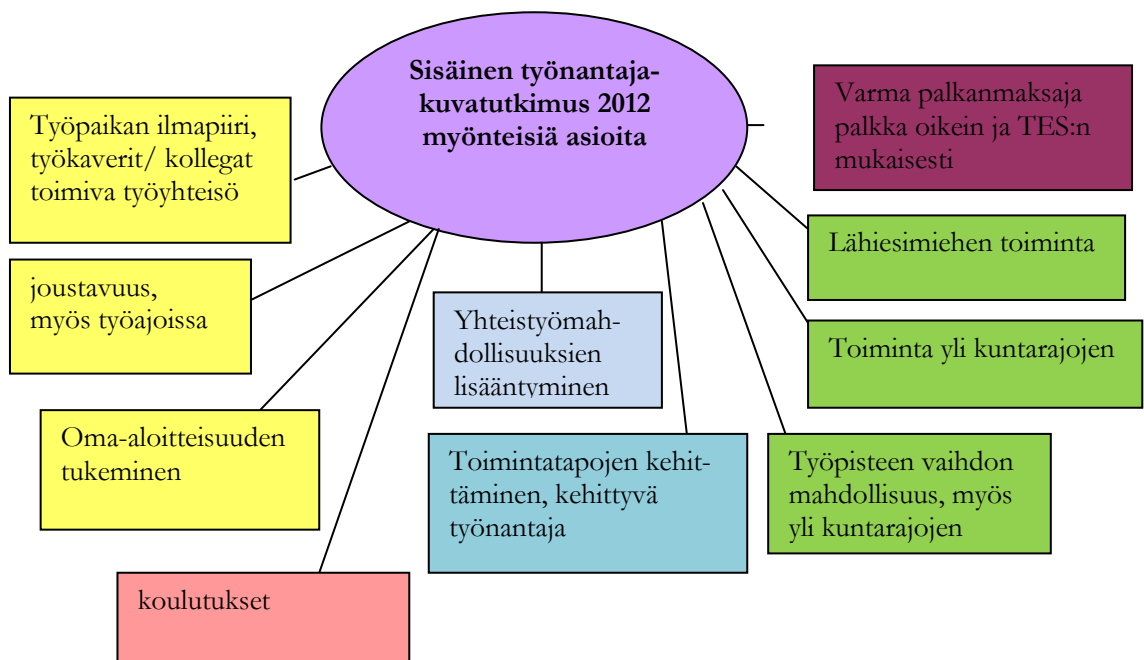 Sisäinen työnantaja-
kuvatutkimus 2012
myönteisiä asioita
Työpaikan ilmapiiri,
työkaverit/ kollegat
toimiva työyhteisö
joustavuus,
myös työajoissa
Oma-aloitteisuuden
tukeminen
koulutukset
Yhteistyömah-
dollisuuksien
lisääntyminen
Toimintatapojen kehit-
täminen, kehittyvä
työnantaja
Varma palkanmaksaja
palkka oikein ja TES:n
mukaisesti
Lähiesimiehen toiminta
Toiminta yli kuntarajojen
Työpisteen vaihdon
mahdollisuus, myös
yli kuntarajojen